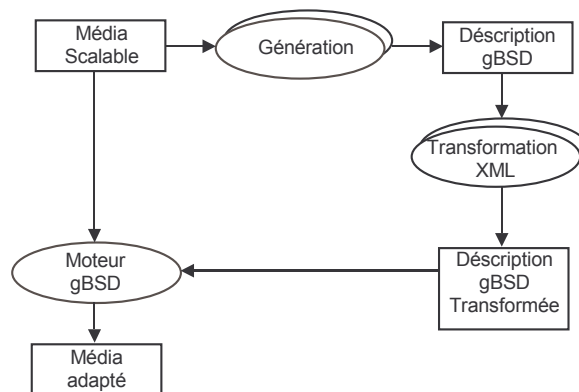 Média
Scalable
Génération
Déscription
gBSD
Transformation
XML
Moteur
gBSD
Déscription
gBSD
Transformée
Média
adapté